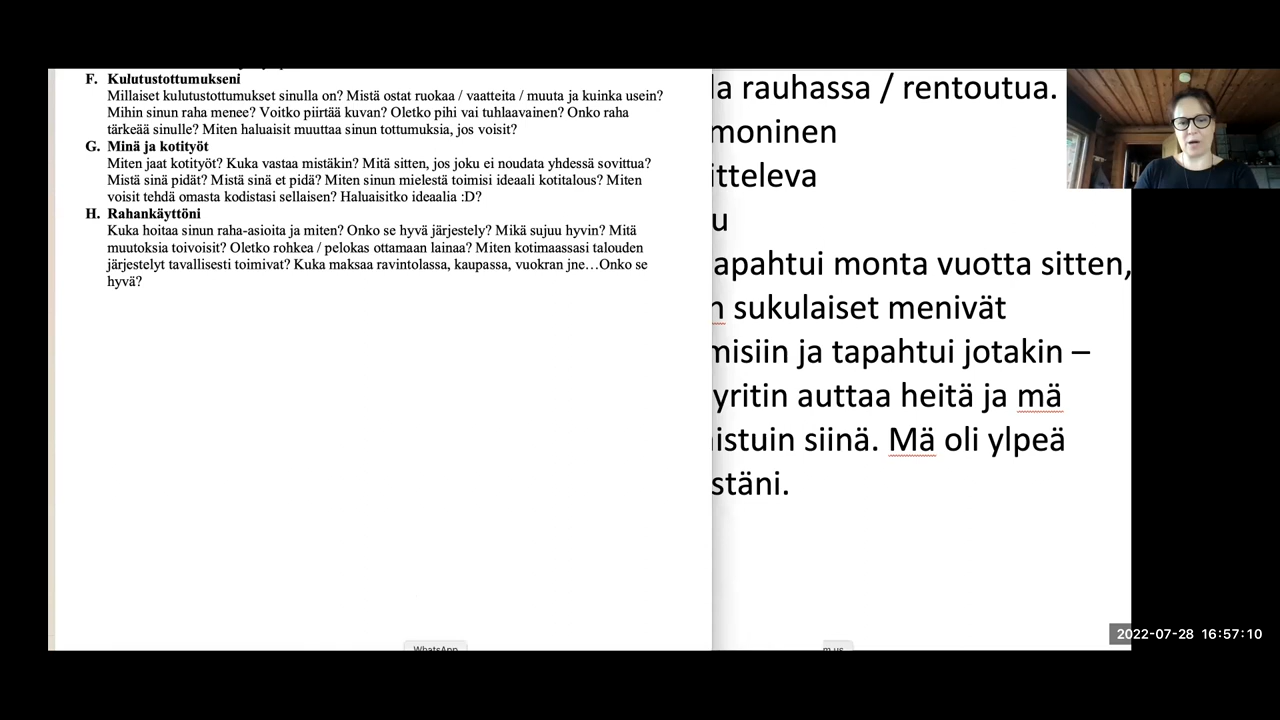 F. Kulutustottumukseni
Millaiset kulutustottumukset sinulla on? Mistä ostat ruokaa / vaatteita / muuta ja kuinka usein?
Mihin sinun raha menee? Voitko piirtää kuvan? Oletko pihi vai tuhlaavainen? Onko raha
tärkeää sinulle? Miten haluaisit muuttaa sinun tottumuksia, jos voisit?
G. Minä ja kotityöt
Miten jaat kotityöt? Kuka vastaa mistäkin? Mitä sitten, jos joku ei noudata yhdessä sovittua?
Mistä sinä pidät? Mistä sinä et pidä? Miten sinun mielestä toimisi ideaali kotitalous? Miten
voisit tehdä omasta kodistasi sellaisen? Haluaisitko ideaalia :D?
H. Rahankäyttöni
Kuka hoitaa sinun raha-asioita ja miten? Onko se hyvä järjestely? Mikä sujuu hyvin? Mitä
muutoksia toivoisit? Oletko rohkea / pelokas ottamaan lainaa? Miten kotimaassasi talouden
järjestelyt tavallisesti toimivat? Kuka maksaa ravintolassa, kaupassa, vuokran jne…Onko se
hyvä?
la rauhassa / rentoutua.
moninen
itteleva
u
apahtui monta vuotta sitten,
n sukulaiset menivät
misiin ja tapahtui jotakin –
yritin auttaa heitä ja mä
istuin siinä. Mä oli ylpeä
stäni.
WhatsApp
m us
2022-07-28 16:57:10